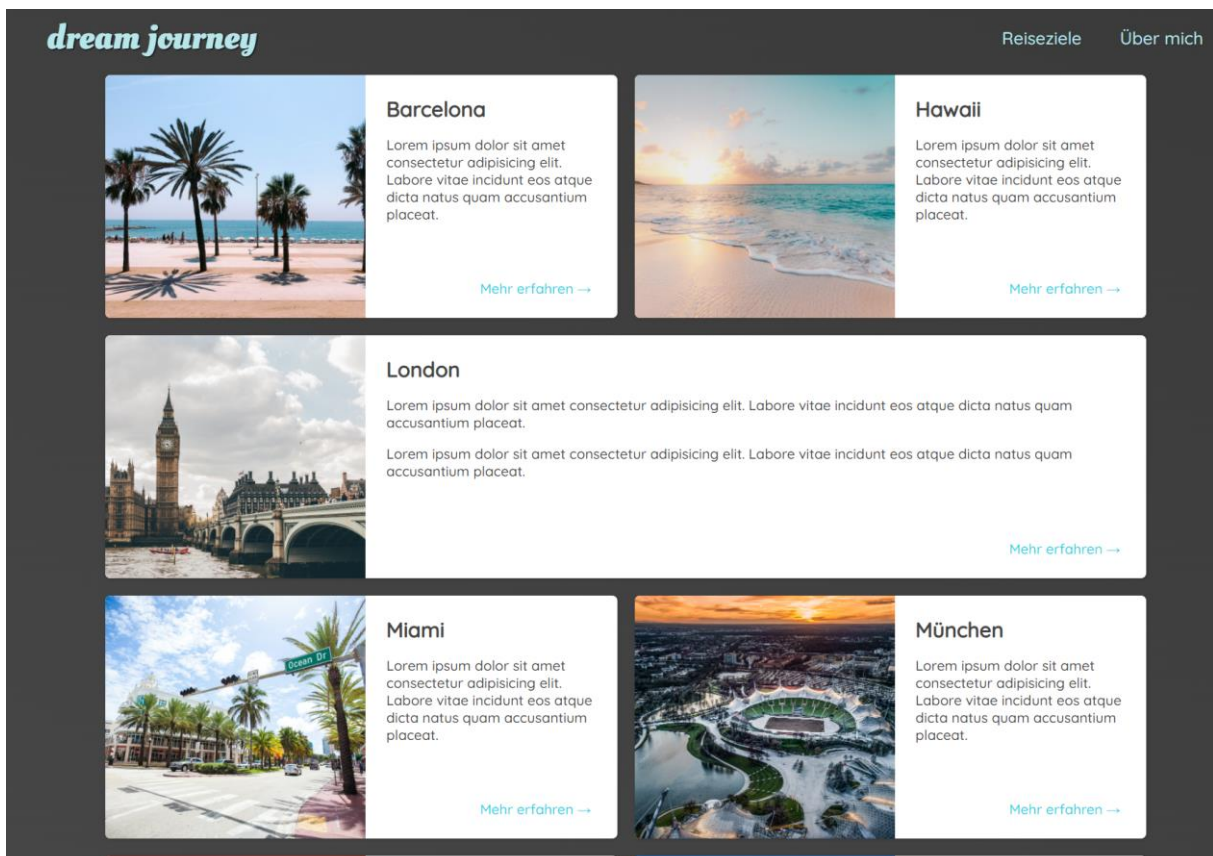 dream journey
Reiseziele
Über mich
Barcelona
Lorem ipsum dolor sit amet
consectetur adipisicing elit.
Labore vitae incidunt eos atque
dicta natus quam accusantium
placeat.
Mehr erfahren →
Hawaii
Lorem ipsum dolor sit amet
consectetur adipisicing elit.
Labore vitae incidunt eos atque
dicta natus quam accusantium
placeat.
Mehr erfahren →
London
Lorem ipsum dolor sit amet consectetur adipisicing elit. Labore vitae incidunt eos atque dicta natus quam
accusantium placeat.
Lorem ipsum dolor sit amet consectetur adipisicing elit. Labore vitae incidunt eos atque dicta natus quam
accusantium placeat.
Mehr erfahren →
Ocean Dr
Miami
Lorem ipsum dolor sit amet
consectetur adipisicing elit.
Labore vitae incidunt eos atque
dicta natus quam accusantium
placeat.
Mehr erfahren →
München
Lorem ipsum dolor sit amet
consectetur adipisicing elit.
Labore vitae incidunt eos atque
dicta natus quam accusantium
placeat.
Mehr erfahren →